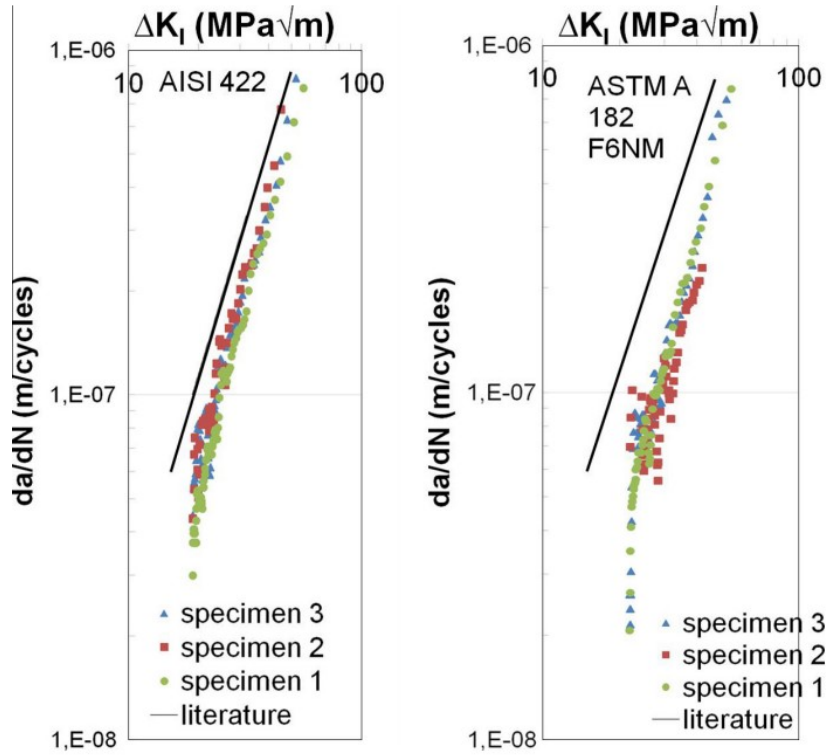 ΔK_I (MPa√m)
1,E-06
10
100
AISI 422
da/dN (m/cycles)
1,E-07
specimen 3
specimen 2
specimen 1
literature
1,E-08
ΔK_I (MPa√m)
1,E-06
10
100
ASTM A
182
F6NM
da/dN (m/cycles)
1,E-07
specimen 3
specimen 2
specimen 1
literature
1,E-08